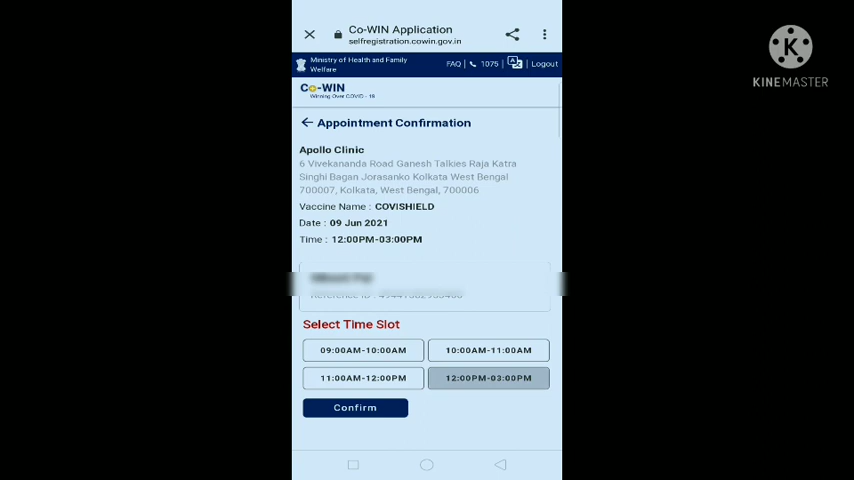 Co-WIN Application
selfregistration.cowin.gov.in
Ministry of Health and Family
Welfare
FAQ | 1075 | | Logout
Co-WIN
Winning Over COVID - 19
Appointment Confirmation
Apollo Clinic
6 Vivekananda Road Ganesh Talkies Raja Katra
Singhi Bagan Jorasanko Kolkata West Bengal
700007, Kolkata, West Bengal, 700006
Vaccine Name : COVISHIELD
Date : 09 Jun 2021
Time : 12:00PM-03:00PM
Reference ID :
Select Time Slot
09:00AM-10:00AM
10:00AM-11:00AM
11:00AM-12:00PM
12:00PM-03:00PM
Confirm
K
KINEMASTER